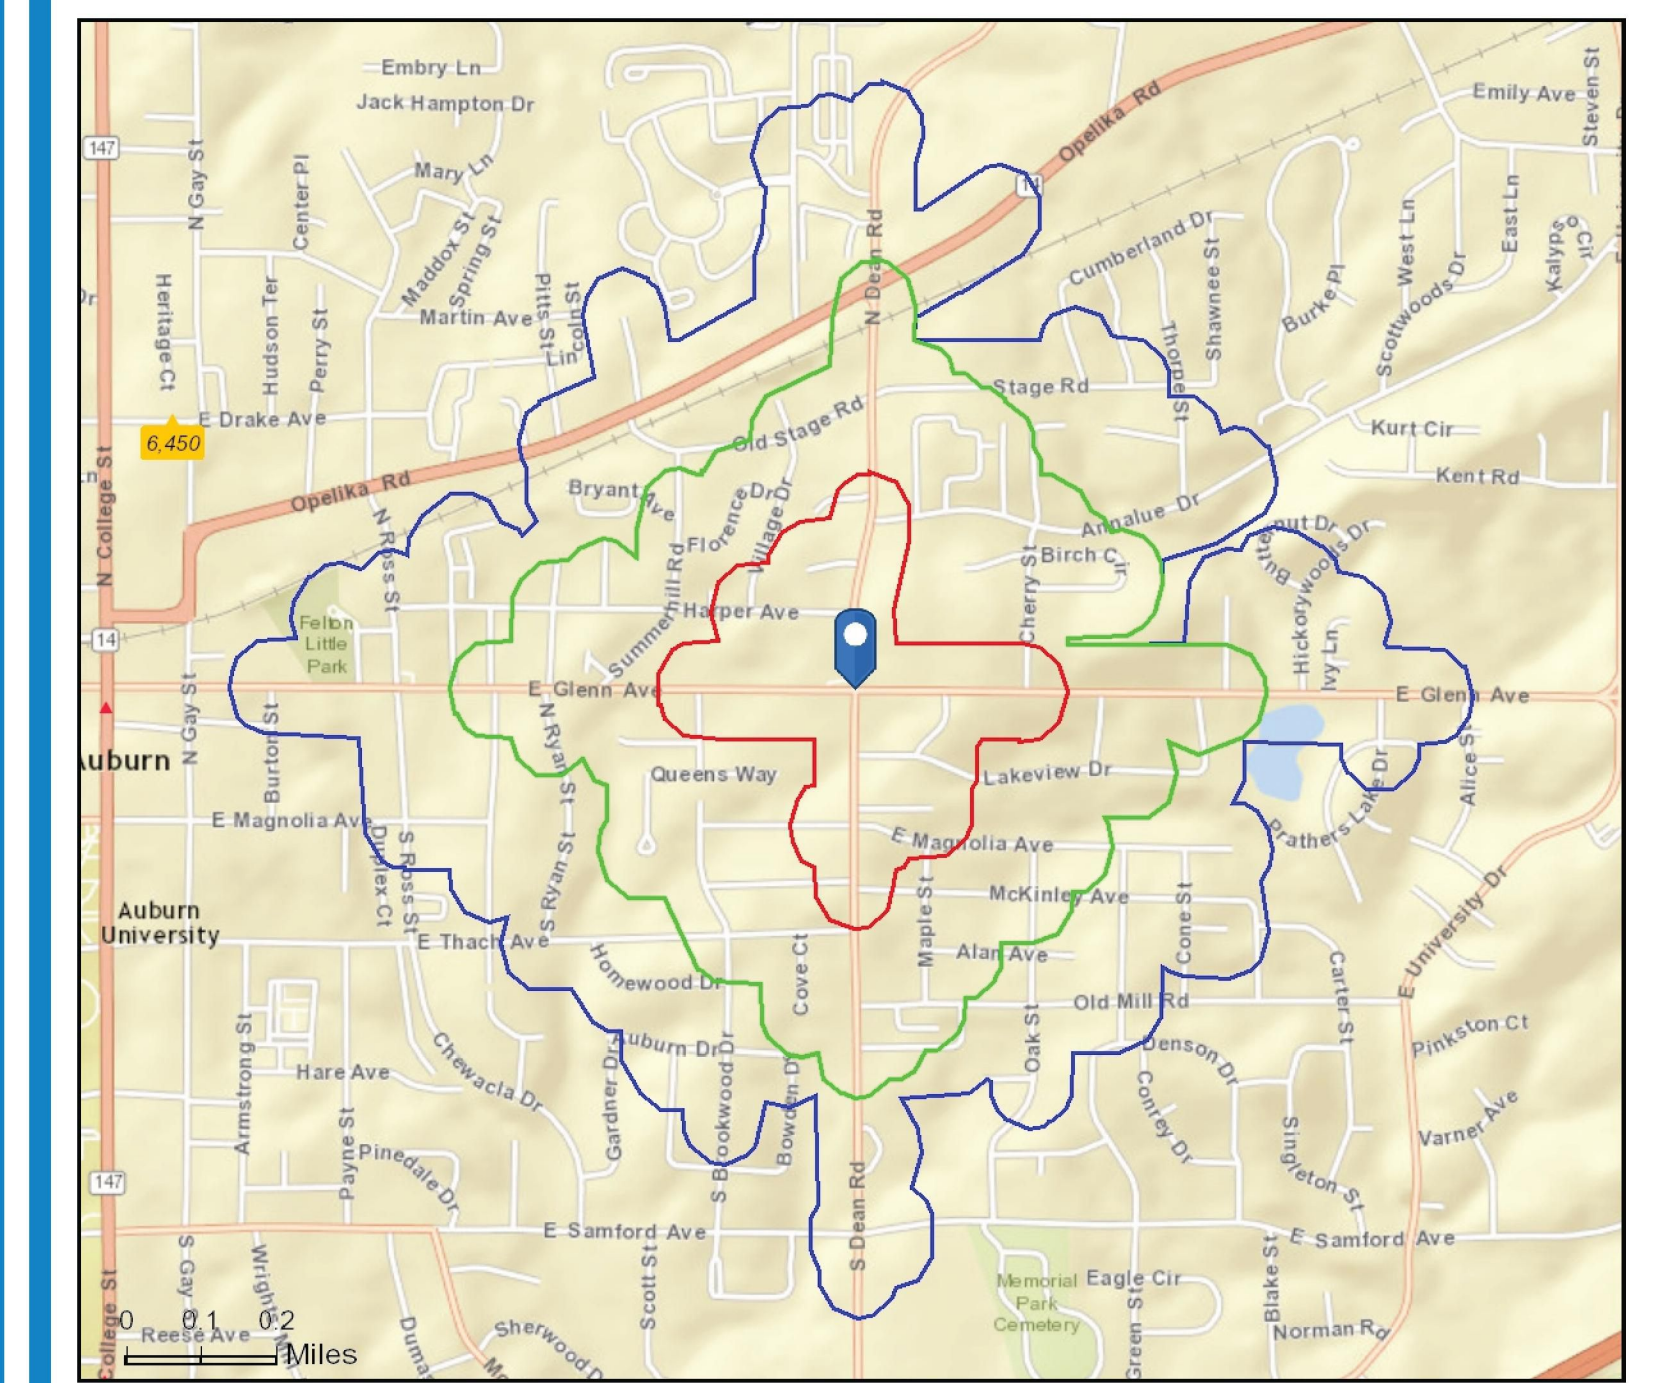 Embry Ln
Jack Hampton Dr
Emily Ave
Steven St
Opelika Rd
147
N Gay St
Center Pl
Mary Ln
Maddox St
Spring St
N Dean Rd
Cumberland Dr
Shawnee St
West Ln
East Ln
Kalypso Cir
Burke Pl
Scottwoods Dr
Heritage Ct
Hudson Ter
Perry St
Martin Ave
Pitts St
Lincoln St
Thorpe St
Stage Rd
E Drake Ave
Old Stage Rd
Kurt Cir
6,450
N College St
Opelika Rd
Bryant Ave
Florence Dr
Village Dr
Kent Rd
Annalue Dr
Butternut Dr
Hickorywoods Dr
N Ross St
Birch Cir
Cherry St
Summerhill Rd
Harper Ave
14
Felton
Little
Park
Ivy Ln
E Glenn Ave
E Glenn Ave
N Gay St
Burton St
N Ryan St
Auburn
Queens Way
Lakeview Dr
Alice St
Prathers Lake Dr
E Magnolia Ave
E Magnolia Ave
Duplex Ct
S Ross St
S Ryan St
McKinley Ave
Maple St
Cone St
E University Dr
Auburn
University
E Thach Ave
Homewood Dr
Cove Ct
Alan Ave
Carter St
Old Mill Rd
Oak St
Pinkston Ct
Armstrong St
Chewacla Dr
Auburn Dr
Denson Dr
Hare Ave
Gardner Dr
S Brookwood Dr
Bowden Dr
Conrey Dr
Singleton St
Varner Ave
Payne St
Pinedale Dr
147
S Dean Rd
E Samford Ave
E Samford Ave
S Gay St
Scott St
Blake St
Memorial
Park
Cemetery
Eagle Cir
Green St
Norman Rd
College St
0 0.1 0.2
Miles
Reese Ave
Sherwood D
Dumas